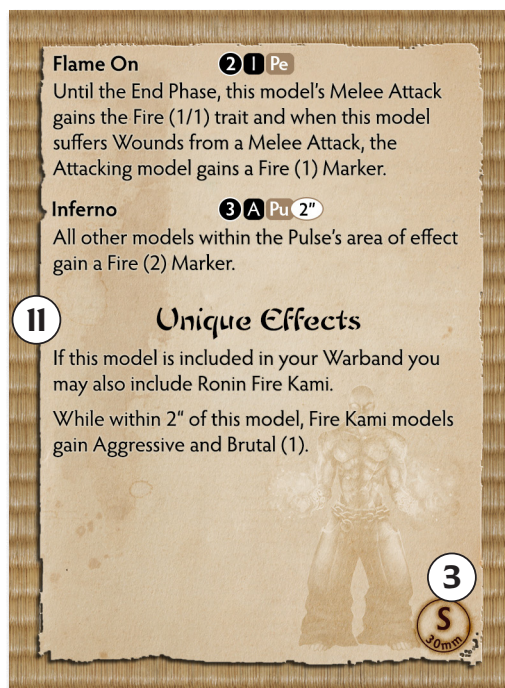 Flame On 2 I Pe
Until the End Phase, this model's Melee Attack
gains the Fire (1/1) trait and when this model
suffers Wounds from a Melee Attack, the
Attacking model gains a Fire (1) Marker.
Inferno 3 A Pu 2"
All other models within the Pulse's area of effect
gain a Fire (2) Marker.
11
Unique Effects
If this model is included in your Warband you
may also include Ronin Fire Kami.
While within 2" of this model, Fire Kami models
gain Aggressive and Brutal (1).
3
S
30mm